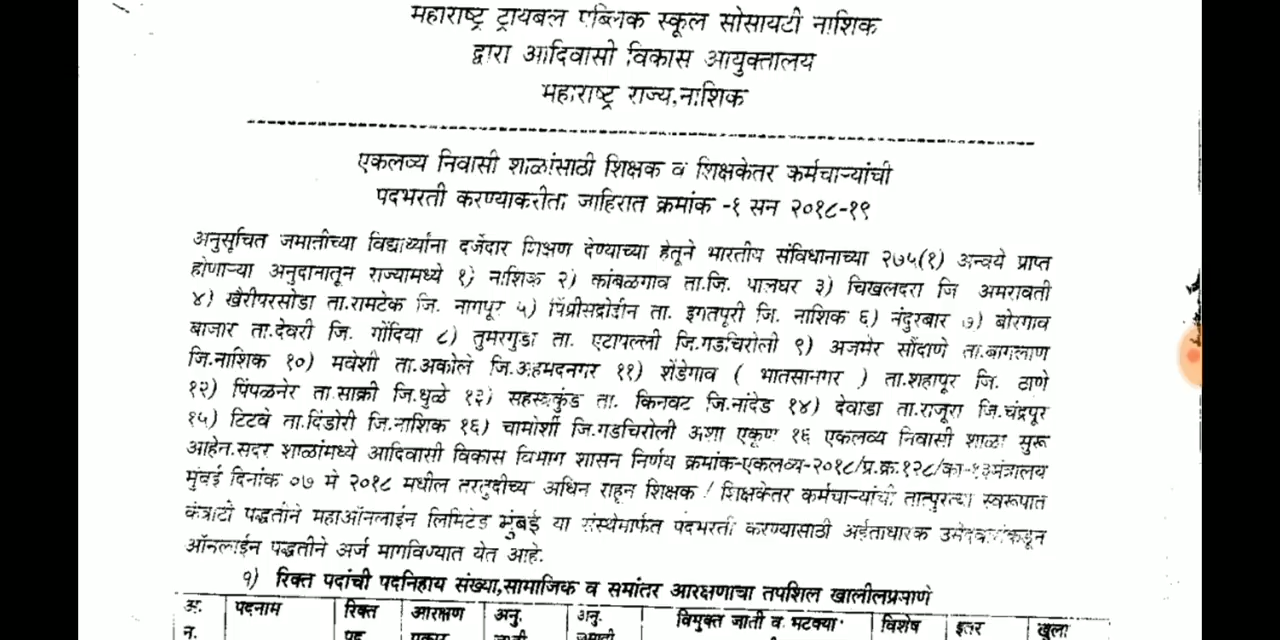 महाराष्ट्र ट्रायबल पब्लिक स्कूल सोसायटी नाशिक
द्वारा आदिवासी विकास आयुक्तालय
महाराष्ट्र राज्य,नाशिक
एकलव्य निवासी शाळांसाठी शिक्षक व शिक्षकेतर कर्मचाऱ्यांची
पदभरती करण्याकरीता जाहिरात क्रमांक -१ सन २०१८-१९
अनुसूचित जमातीच्या विद्यार्थ्यांना दर्जेदार शिक्षण देण्याच्या हेतूने भारतीय संविधानाच्या २७५(१) अन्वये प्राप्त
होणाऱ्या अनुदानातून राज्यामध्ये १) नाशिक २) कांबळगाव ता.जि. पालघर ३) चिखलदरा जि अमरावती
४) खैरीपरसोडा ता.रामटेक जि. नागपूर ५) पिंप्रीसद्रोद्दीन ता. इगतपूरी जि. नाशिक ६) नंदुरबार ७) बोरगाव
बाजार ता.देवरी जि. गोंदिया ८) तुमरगुडा ता. एटापल्ली जि.गडचिरोली ९) अजमेर सौंदाणे ता.बागलाण
जि.नाशिक १०) मवेशी ता.अकोले जि.अहमदनगर ११) शेंडेगाव ( भातसानगर ) ता.शहापूर जि. ठाणे
१२) पिंपळनेर ता.साक्री जि.धुळे १३) सहस्त्रकुंड ता. किनवट जि.नांदेड १४) देवाडा ता.राजूरा जि.चंद्रपूर
१५) टिटवे ता.दिंडोरी जि.नाशिक १६) चामोर्शी जि.गडचिरोली अशा एकूण १६ एकलव्य निवासी शाळा सुरू
आहेत.सदर शाळांमध्ये आदिवासी विकास विभाग शासन निर्णय क्रमांक-एकलव्य-२०१८/प्र.क्र.१२८/का-१३मंत्रालय
मुंबई दिनांक ०७ मे २०१८ मधील तरतुदीच्या अधिन राहून शिक्षक / शिक्षकेतर कर्मचाऱ्यांची तात्पुरत्या स्वरूपात
कंत्राटी पद्धतीने महाऑनलाईन लिमिटेड मुंबई या संस्थेमार्फत पदभरती करण्यासाठी अर्हताधारक उमेदवारांकडून
ऑनलाईन पद्धतीने अर्ज मागविण्यात येत आहे.
१) रिक्त पदांची पदनिहाय संख्या,सामाजिक व समांतर आरक्षणाचा तपशिल खालीलप्रमाणे
अ. पदनाम रिक्त आरक्षण अनु. अनु. विमुक्त जाती व भटक्या विशेष इतर खुला
न. पद प्रकार जाती जमाती